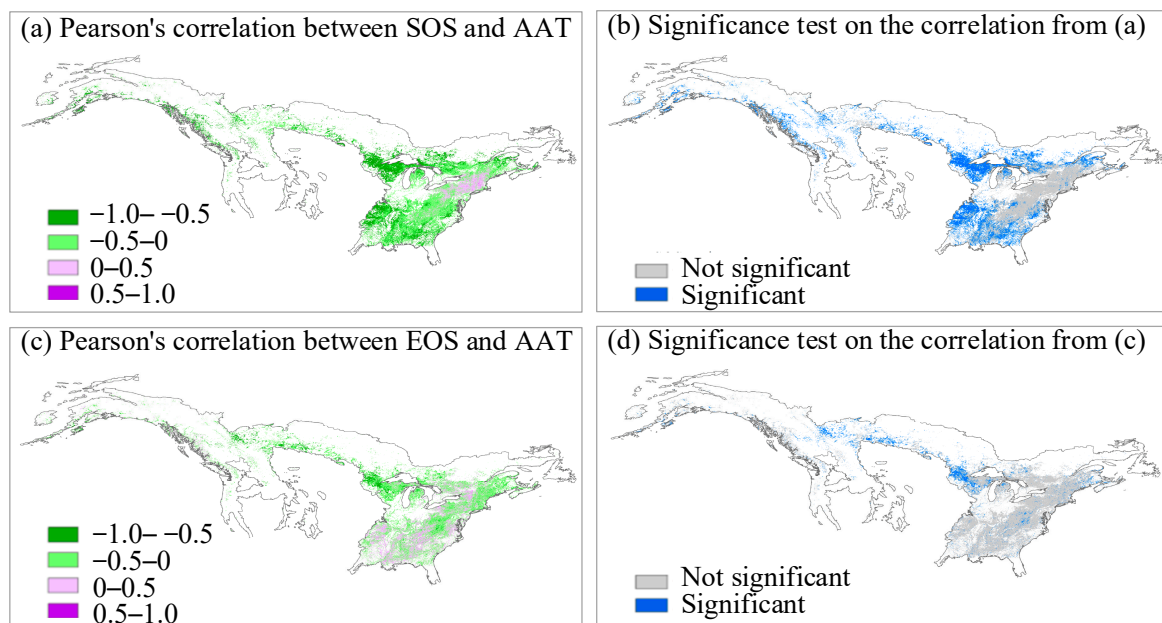 (a) Pearson's correlation between SOS and AAT
−1.0– −0.5
−0.5–0
0–0.5
0.5–1.0
(b) Significance test on the correlation from (a)
Not significant
Significant
(c) Pearson's correlation between EOS and AAT
−1.0– −0.5
−0.5–0
0–0.5
0.5–1.0
(d) Significance test on the correlation from (c)
Not significant
Significant